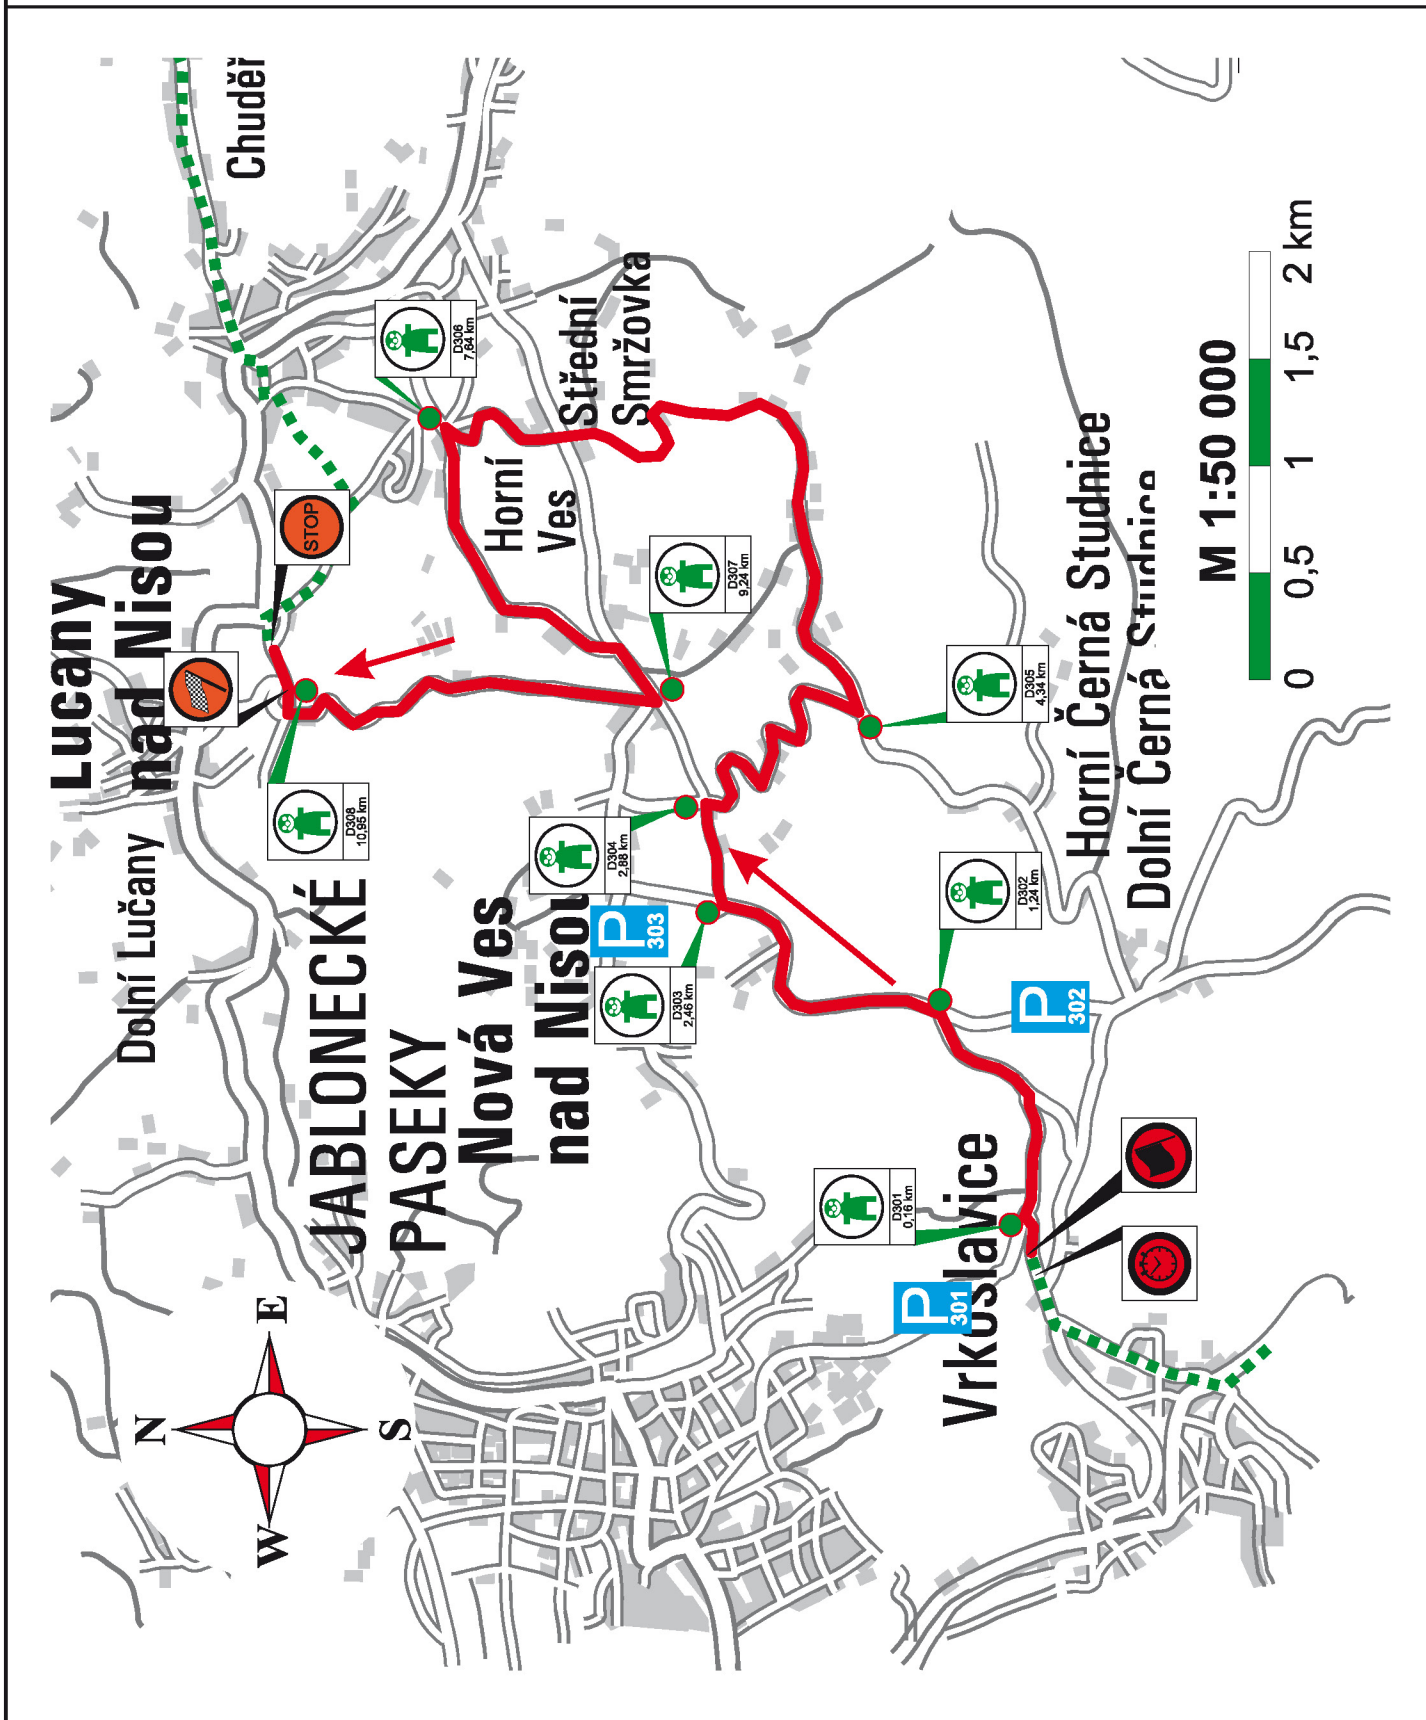 Chuděř
Lučany
nad Nisou
Dolní Lučany
STOP
D306
7,64 km
Střední
Smržovka
Horní
Ves
D307
9,24 km
D308
10,95 km
JABLONECKÉ
PASEKY
Nová Ves
nad Nisou
D304
2,88 km
P
303
D303
2,46 km
D305
4,34 km
Horní Černá Studnice
Dolní Černá Studnice
D302
1,24 km
P
302
D301
0,16 km
Vrkoslavice
P
301
M 1:50 000
0 0,5 1 1,5 2 km
N
E
S
W